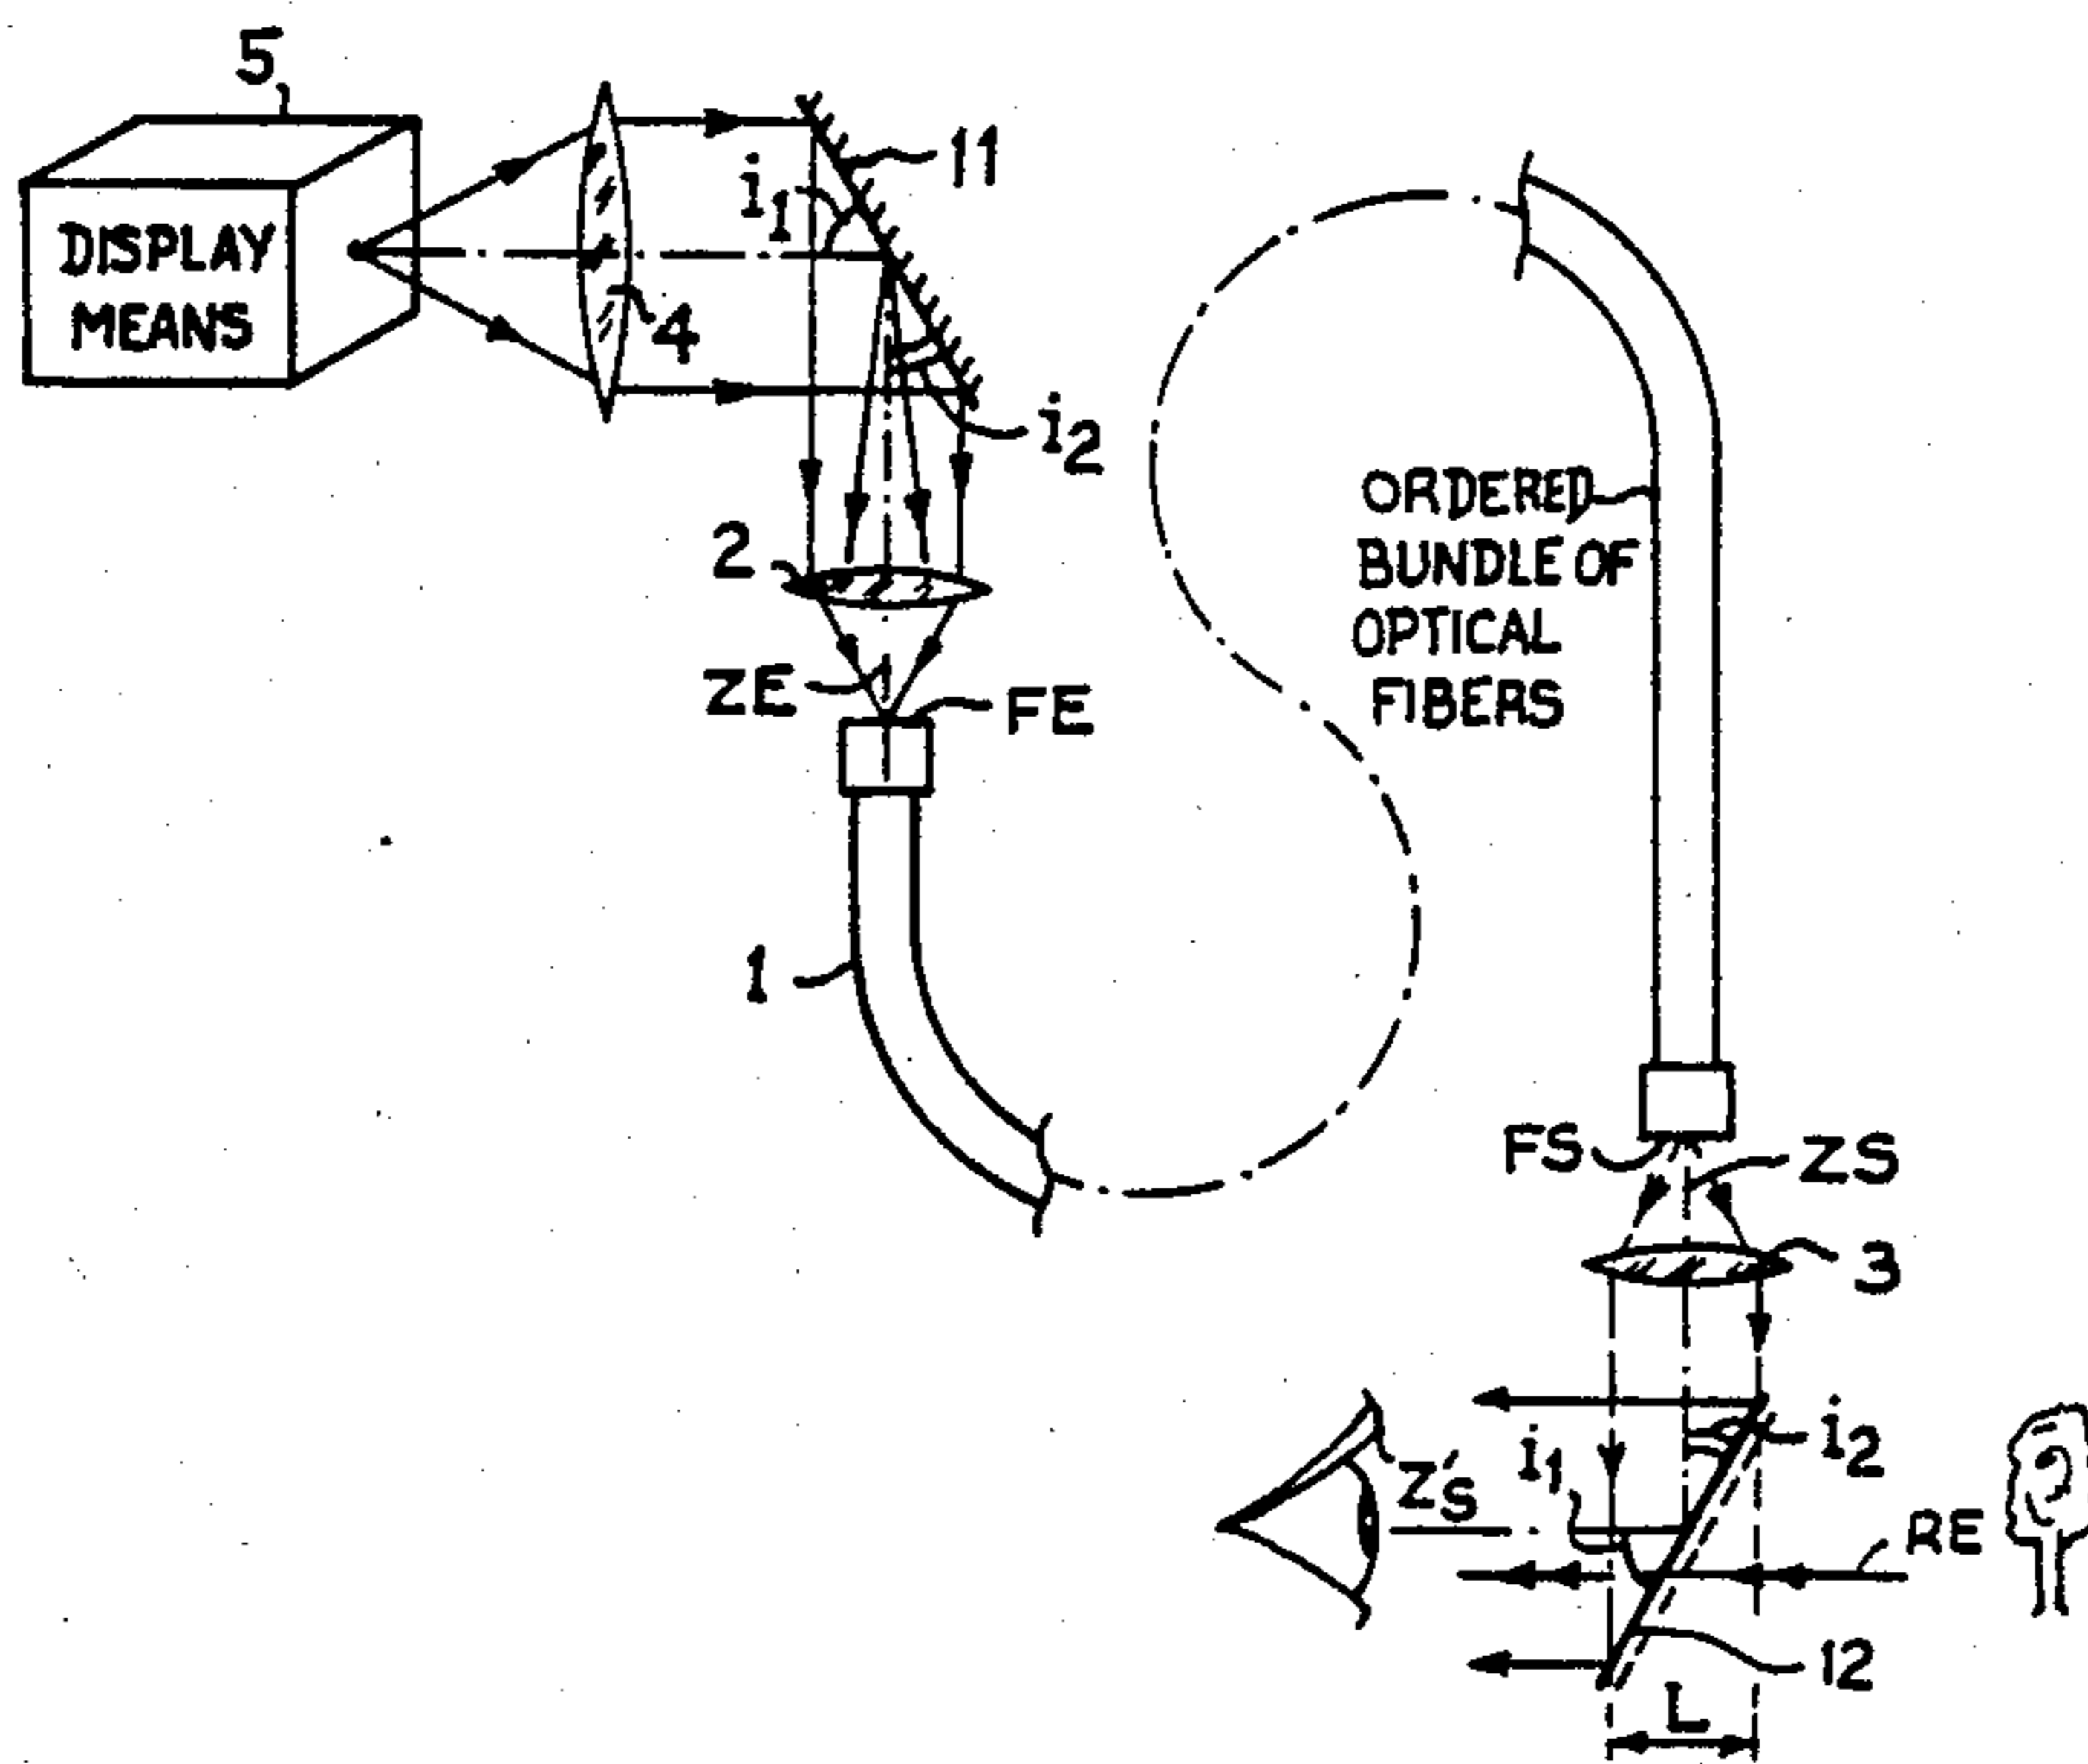 5
DISPLAY
MEANS
4
i1
11
i2
2
ZE
FE
1
ORDERED
BUNDLE OF
OPTICAL
FIBERS
FS
ZS
3
i1
i2
Z'S
RE
12
L